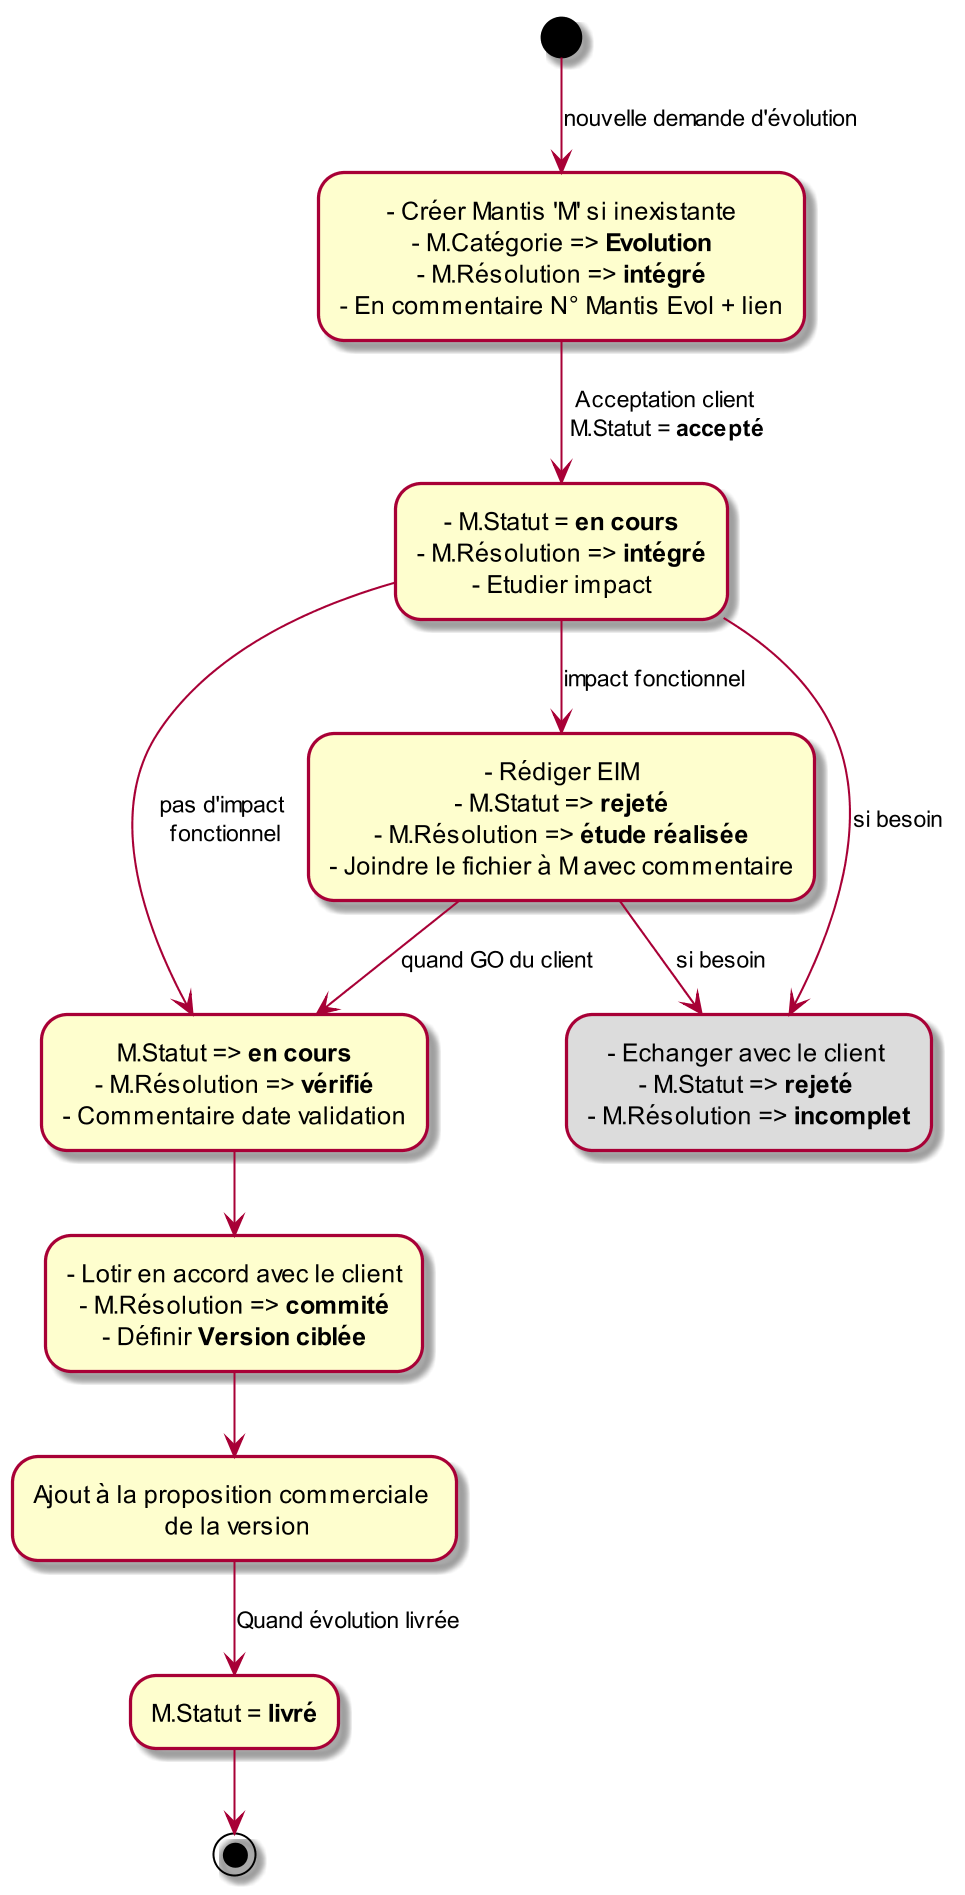 nouvelle demande d'évolution
- Créer Mantis 'M' si inexistante
- M.Catégorie => Evolution
- M.Résolution => intégré
- En commentaire N° Mantis Evol + lien
Acceptation client
M.Statut = accepté
- M.Statut = en cours
- M.Résolution => intégré
- Etudier impact
impact fonctionnel
- Rédiger EIM
- M.Statut => rejeté
- M.Résolution => étude réalisée
- Joindre le fichier à M avec commentaire
pas d'impact
fonctionnel
si besoin
quand GO du client
si besoin
M.Statut => en cours
- M.Résolution => vérifié
- Commentaire date validation
- Echanger avec le client
- M.Statut => rejeté
- M.Résolution => incomplet
- Lotir en accord avec le client
- M.Résolution => commité
- Définir Version ciblée
Ajout à la proposition commerciale
de la version
Quand évolution livrée
M.Statut = livré